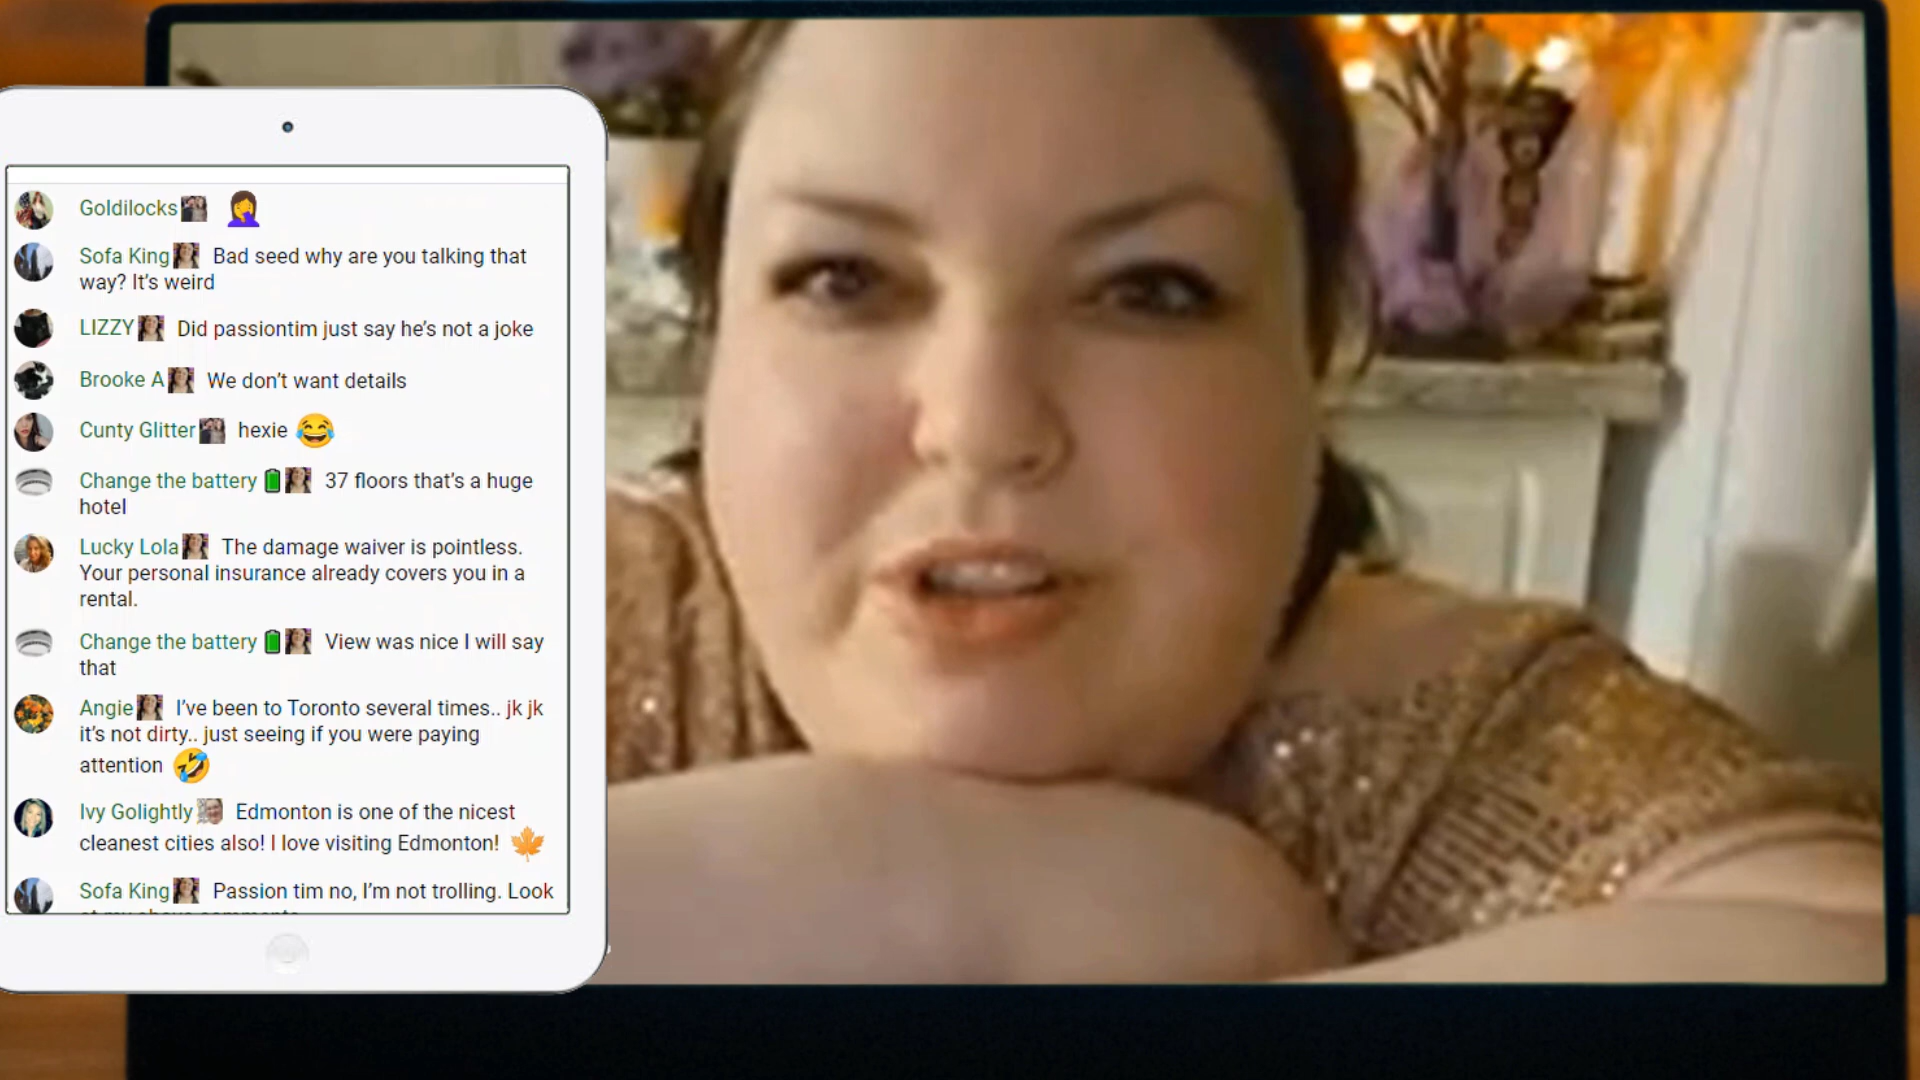 Goldilocks
Sofa King Bad seed why are you talking that
way? It's weird
LIZZY Did passiontim just say he's not a joke
Brooke A We don't want details
Cunty Glitter hexie 😂
Change the battery 37 floors that's a huge
hotel
Lucky Lola The damage waiver is pointless.
Your personal insurance already covers you in a
rental.
Change the battery View was nice I will say
that
Angie I've been to Toronto several times.. jk jk
it's not dirty.. just seeing if you were paying
attention 🤣
Ivy Golightly Edmonton is one of the nicest
cleanest cities also! I love visiting Edmonton! 🍁
Sofa King Passion tim no, I'm not trolling. Look